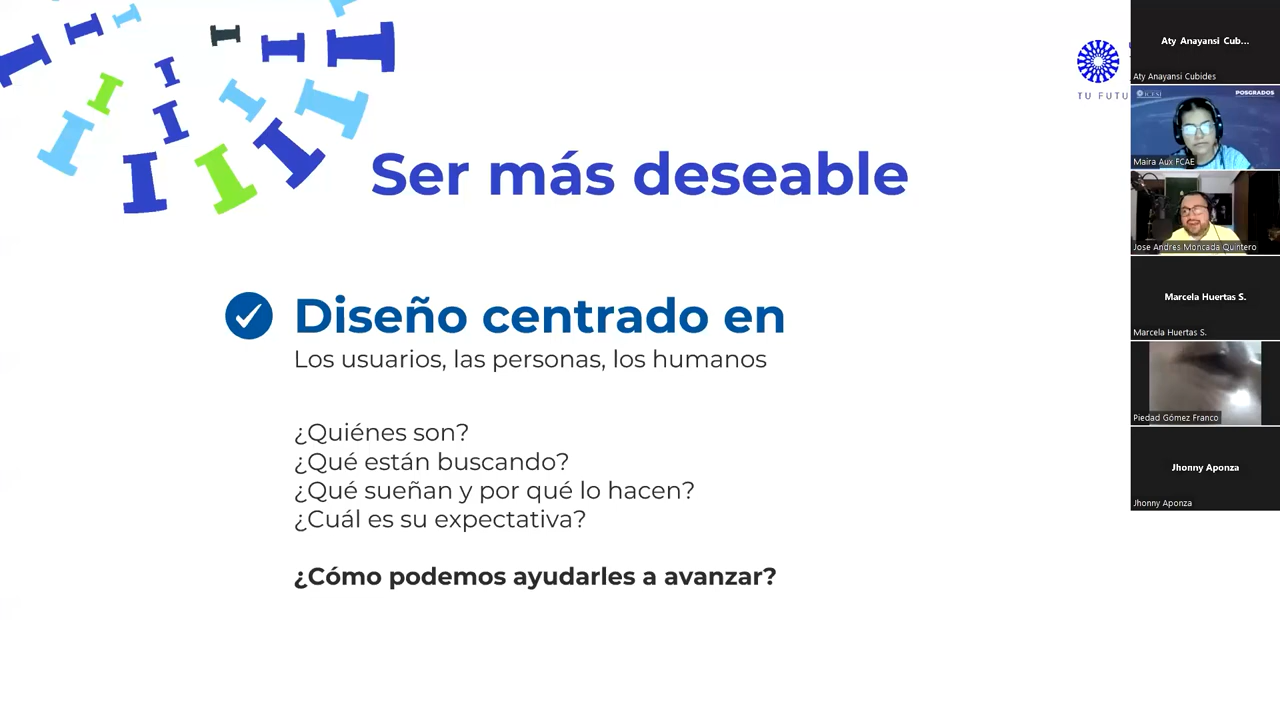 Ser más deseable
Diseño centrado en
Los usuarios, las personas, los humanos
¿Quiénes son?
¿Qué están buscando?
¿Qué sueñan y por qué lo hacen?
¿Cuál es su expectativa?
¿Cómo podemos ayudarles a avanzar?
TU FUTU
Aty Anayansi Cub...
Aty Anayansi Cubides
ICESI
POSGRADOS
Maira Aux FCAE
Jose Andres Moncada Quintero
Marcela Huertas S.
Marcela Huertas S.
Piedad Gómez Franco
Jhonny Aponza
Jhonny Aponza